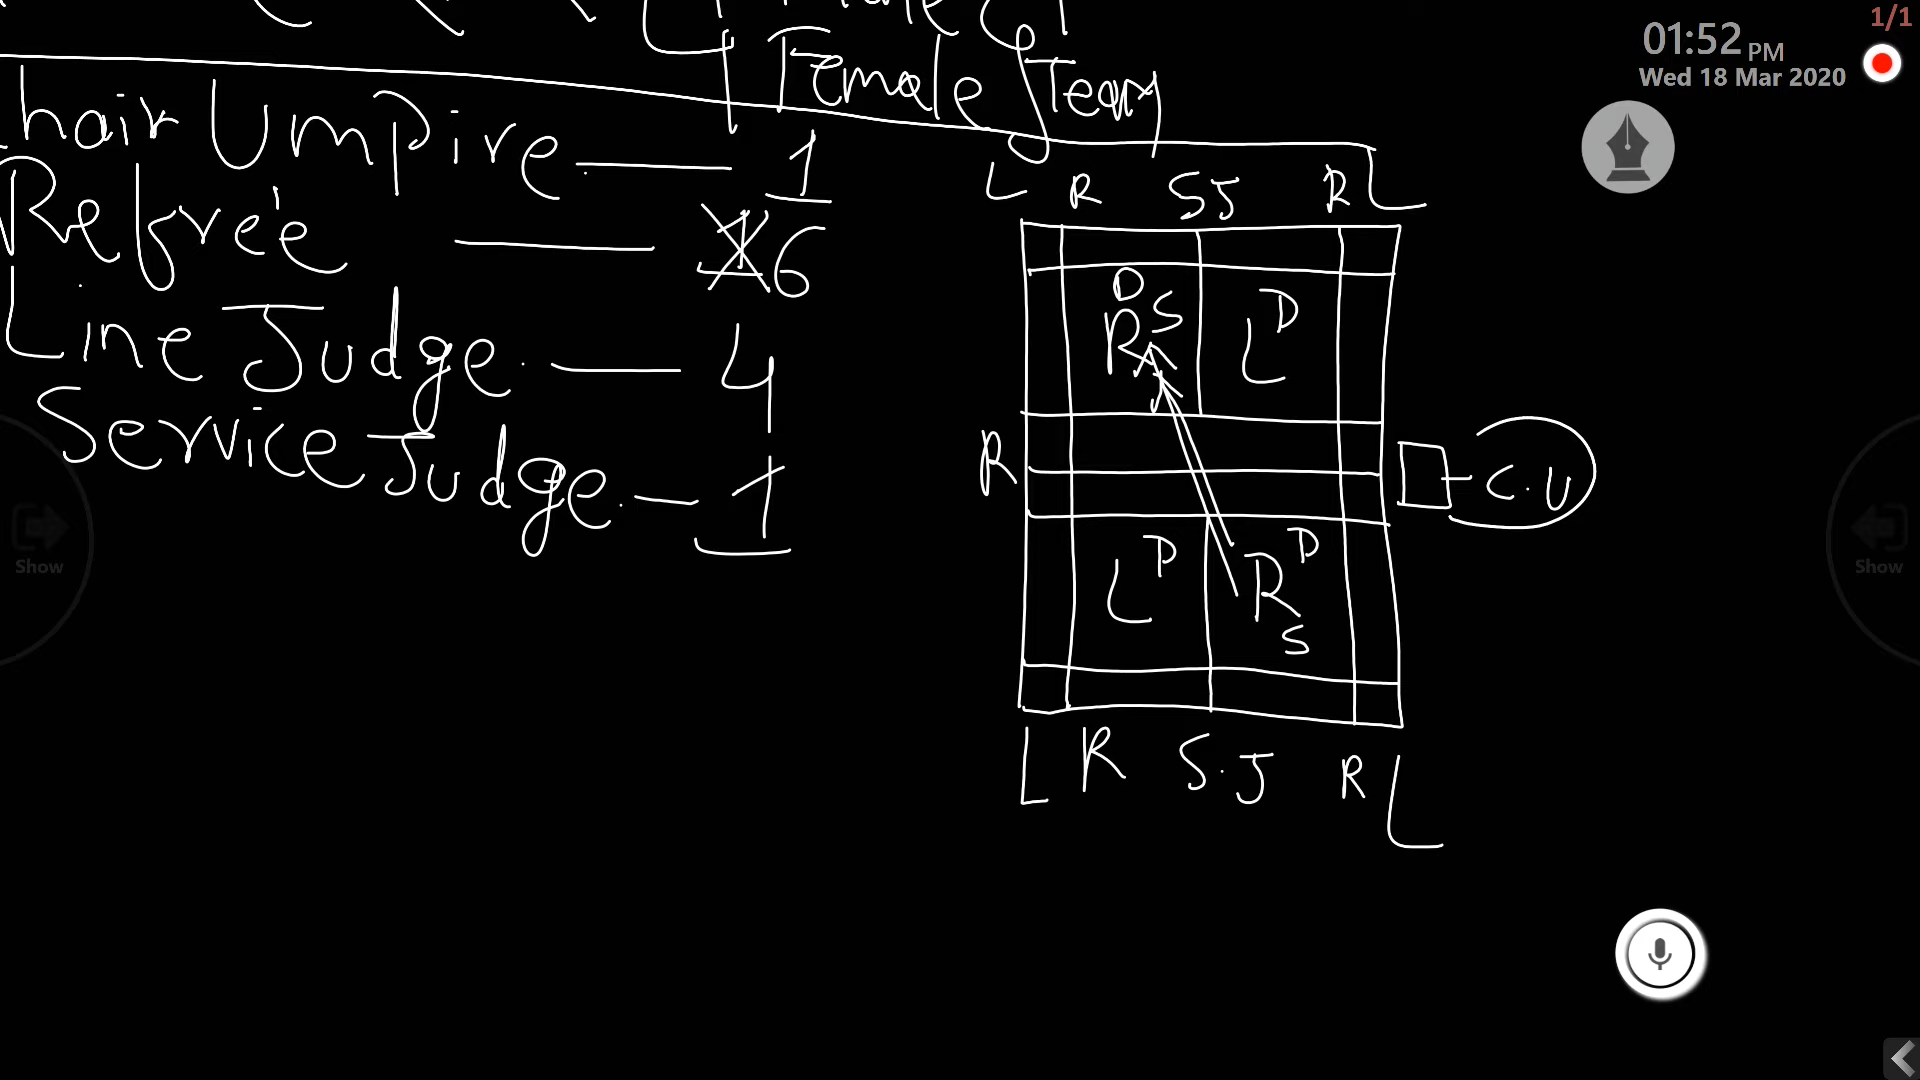 Female Team
hair Umpire — 1
Refree — 16
Line Judge — 4
Service Judge — 1
L R SJ R L
D
R S L D
R
C.U
L D R D
S
L R S.J R L
01:52 PM
Wed 18 Mar 2020
1/1
Show
Show